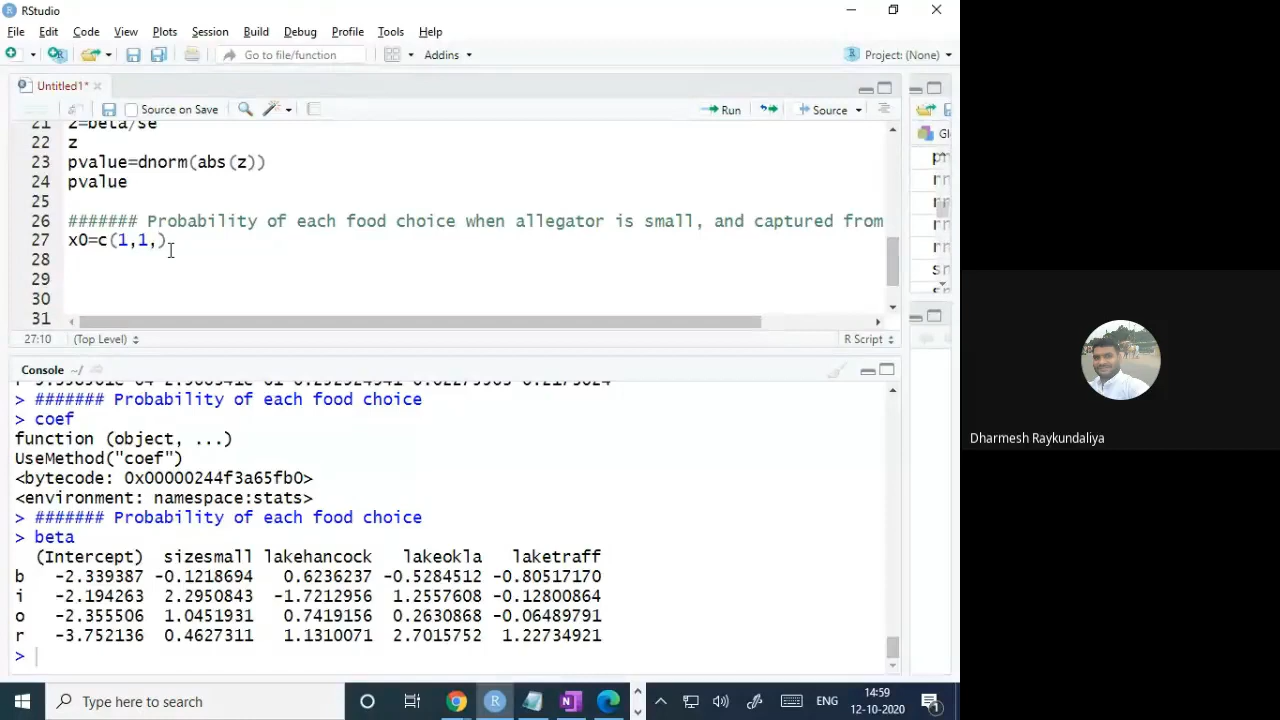 RStudio
File Edit Code View Plots Session Build Debug Profile Tools Help
Go to file/function
Addins
Project: (None)
Untitled1*
Source on Save
Run
Source
21 z=beta/se
22 z
23 pvalue=dnorm(abs(z))
24 pvalue
25
26 ####### Probability of each food choice when allegator is small, and captured from
27 x0=c(1,1,)
28
29
30
31
27:10 (Top Level) R Script
Console ~/
> ####### Probability of each food choice
> coef
function (object, ...)
UseMethod("coef")
<bytecode: 0x00000244f3a65fb0>
<environment: namespace:stats>
> ####### Probability of each food choice
> beta
(Intercept) sizesmall lakehancock lakeokla laketraff
b -2.339387 -0.1218694 0.6236237 -0.5284512 -0.80517170
i -2.194263 2.2950843 -1.7212956 1.2557608 -0.12800864
o -2.355506 1.0451931 0.7419156 0.2630868 -0.06489791
r -3.752136 0.4627311 1.1310071 2.7015752 1.22734921
>
Dharmesh Raykundaliya
Type here to search
ENG
14:59
12-10-2020